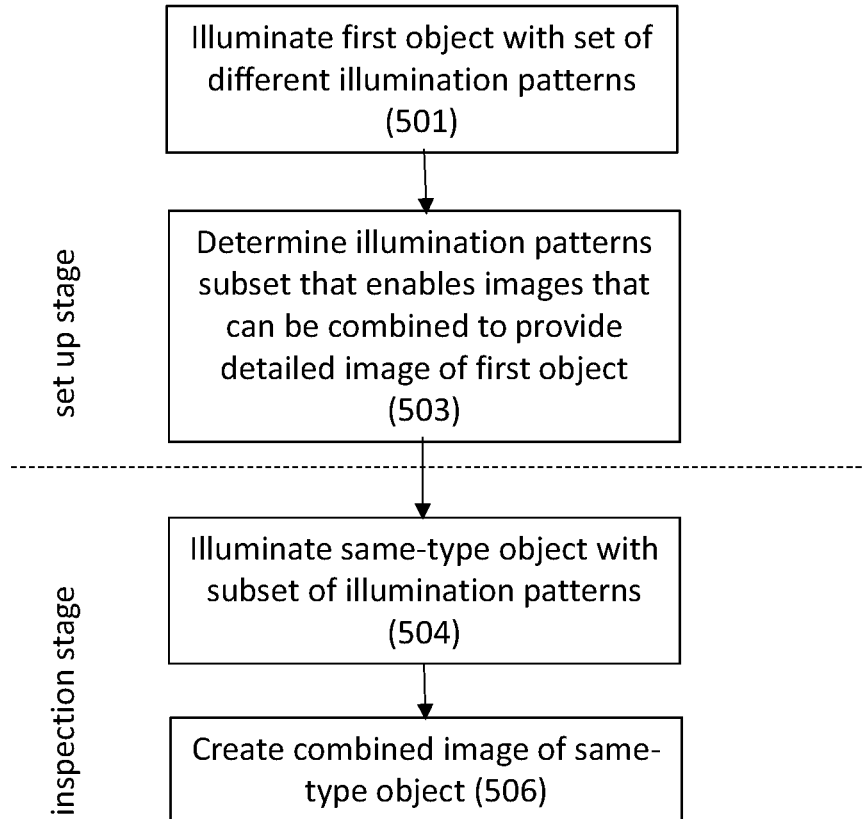 Illuminate first object with set of
different illumination patterns
(501)
set up stage
Determine illumination patterns
subset that enables images that
can be combined to provide
detailed image of first object
(503)
inspection stage
Illuminate same-type object with
subset of illumination patterns
(504)
Create combined image of same-
type object (506)